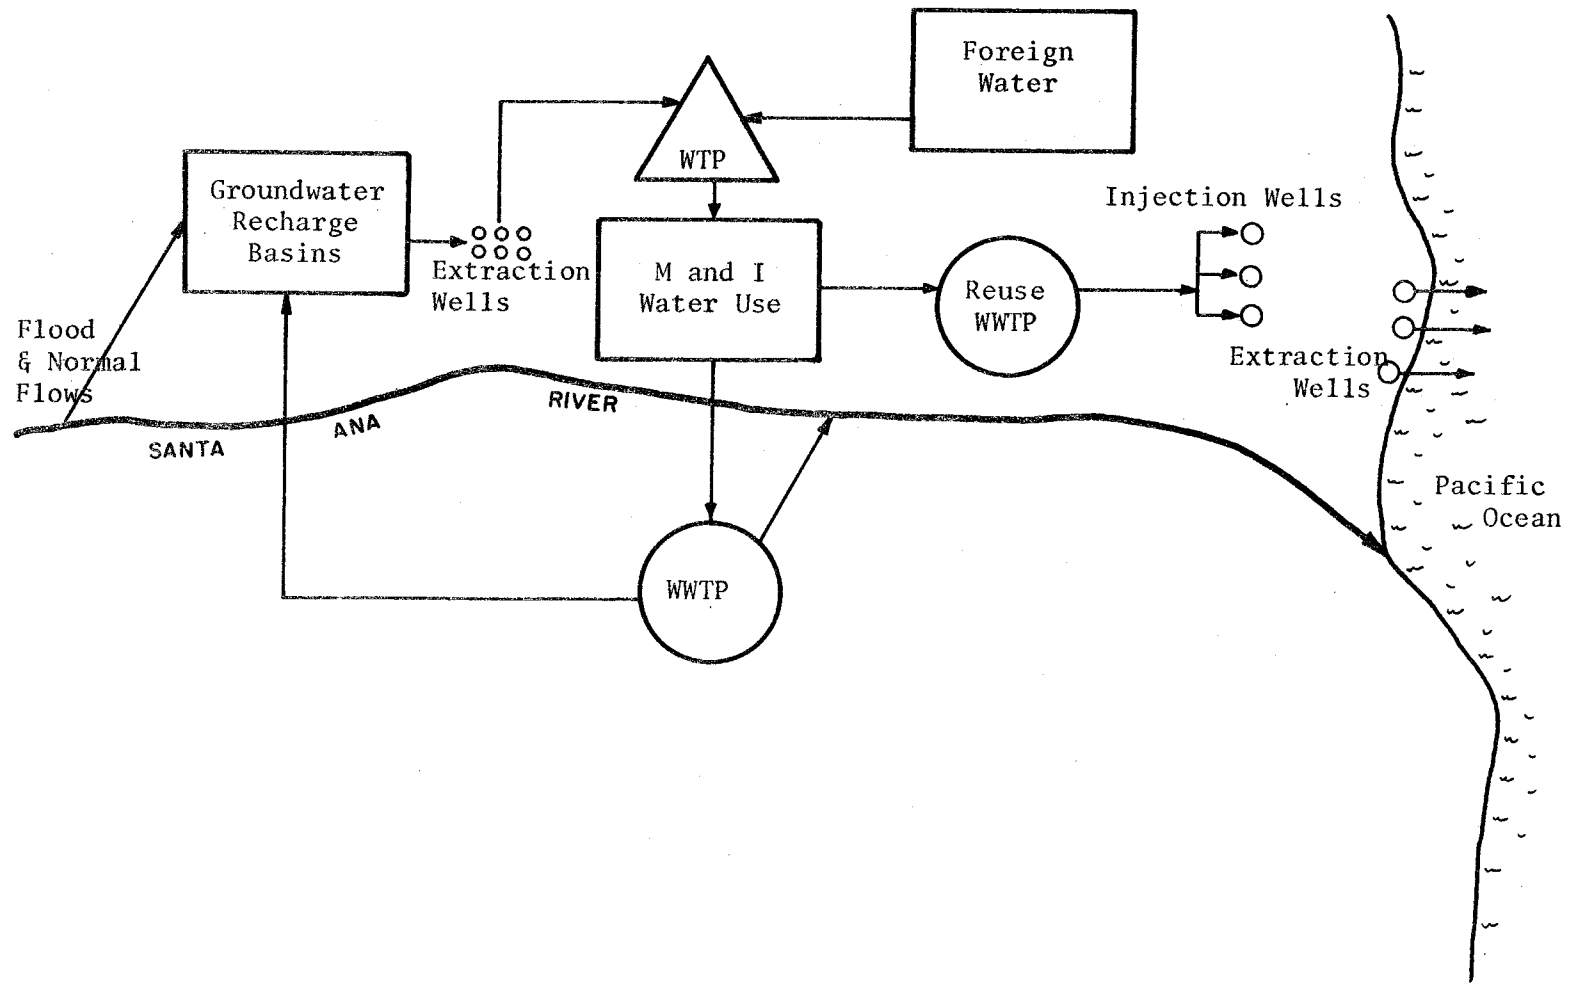 Foreign
Water
WTP
Groundwater
Recharge
Basins
Injection Wells
Extraction
Wells
M and I
Water Use
Reuse
WWTP
Flood
& Normal
Flows
Extraction
Wells
SANTA ANA RIVER
Pacific
Ocean
WWTP